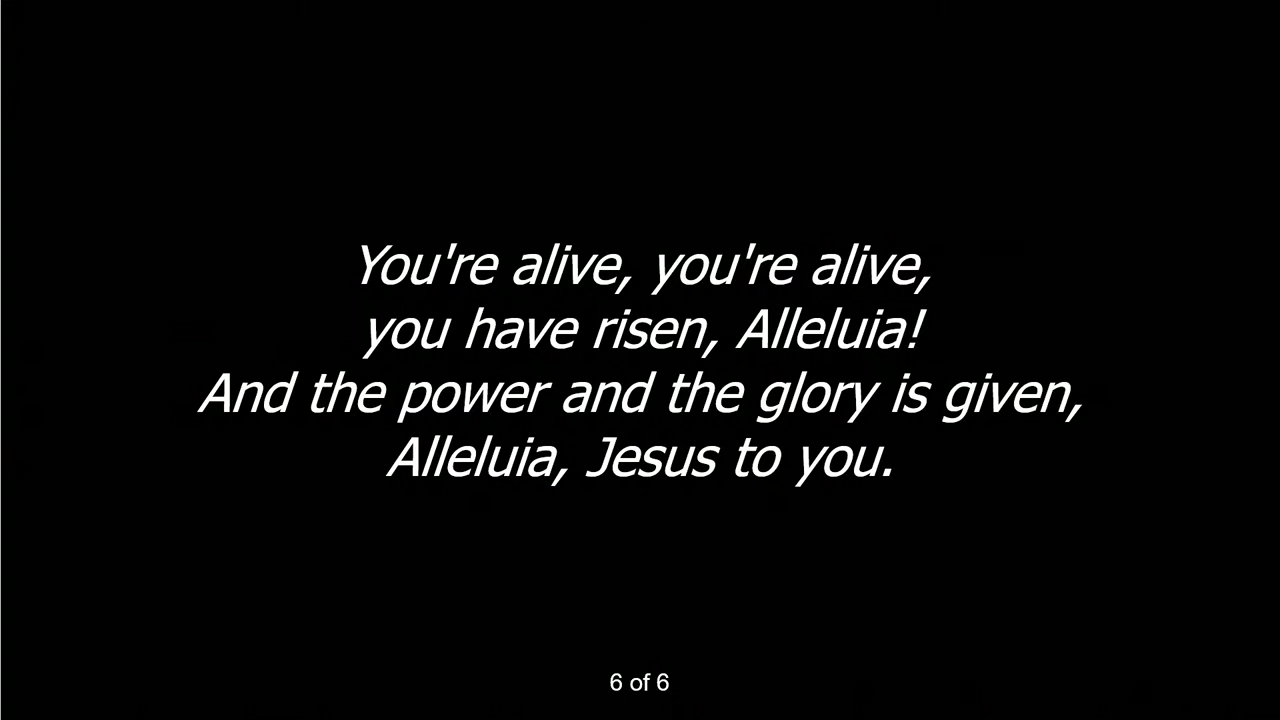 You're alive, you're alive,
you have risen, Alleluia!
And the power and the glory is given,
Alleluia, Jesus to you.
6 of 6